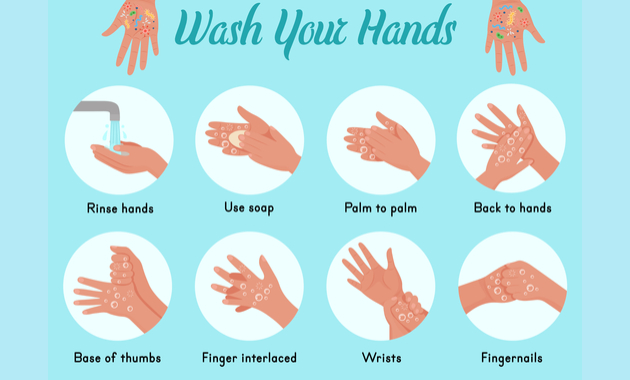 Wash Your Hands
Rinse hands
Use soap
Palm to palm
Back to hands
Base of thumbs
Finger interlaced
Wrists
Fingernails